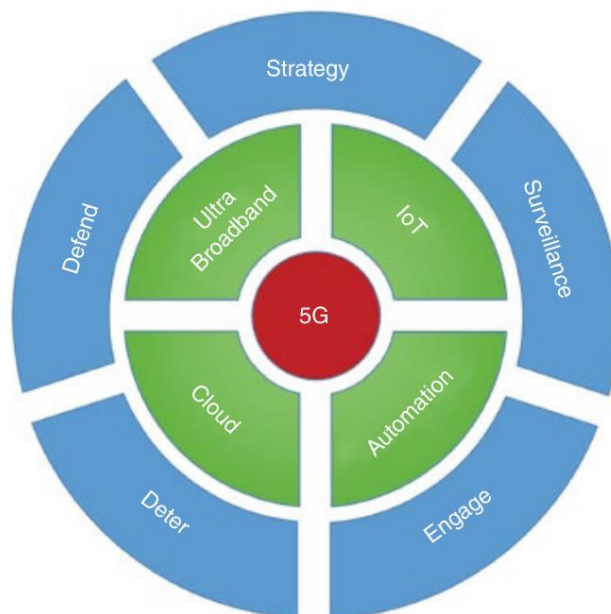 Strategy
Defend
Surveillance
Ultra
Broadband
IoT
5G
Cloud
Automation
Deter
Engage